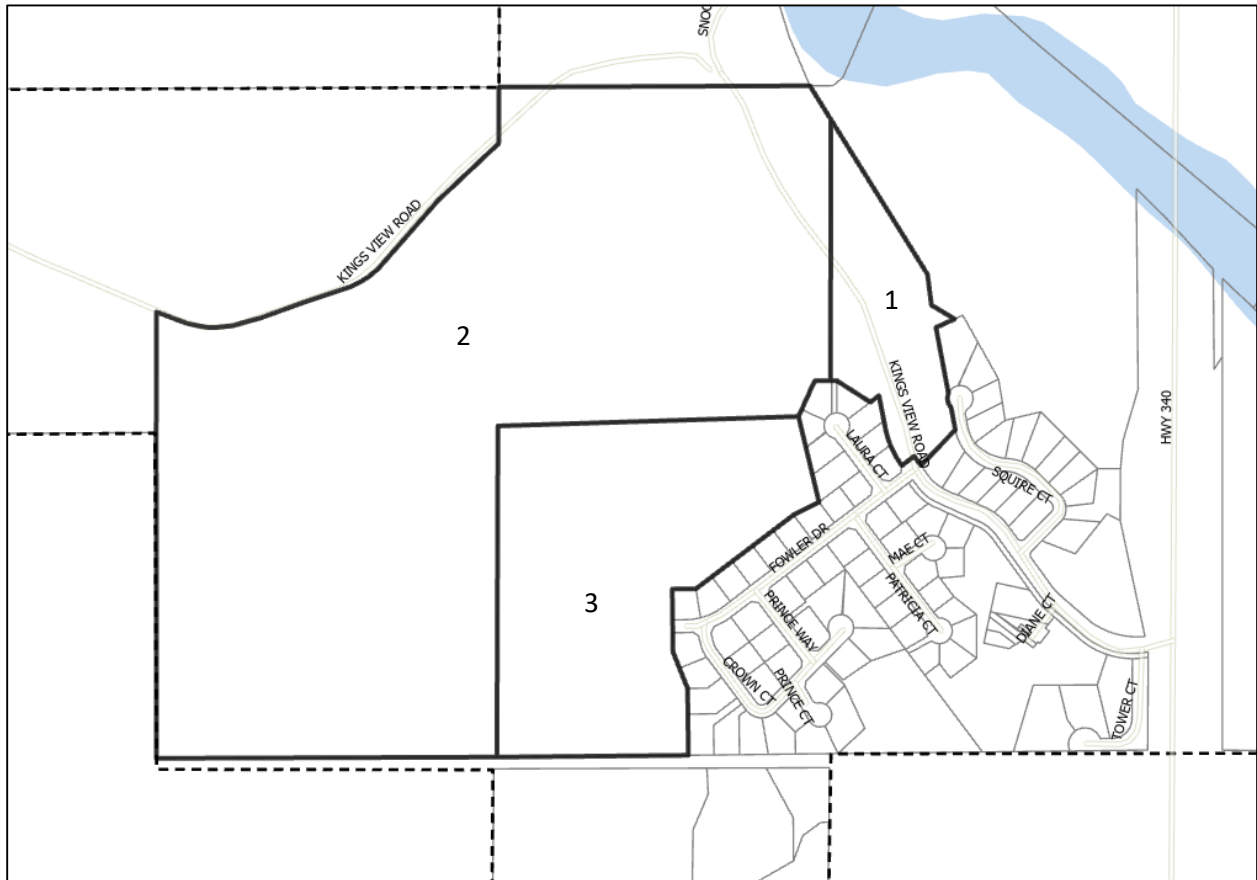 SNOO
KINGS VIEW ROAD
1
2
KINGS VIEW ROAD
HWY 340
LAURA CT
SQUIRE CT
FOWLER DR
MAE CT
3
PRINCE WAY
PATRICIA CT
DIANE CT
CROWN CT
PRINCE CT
TOWER CT